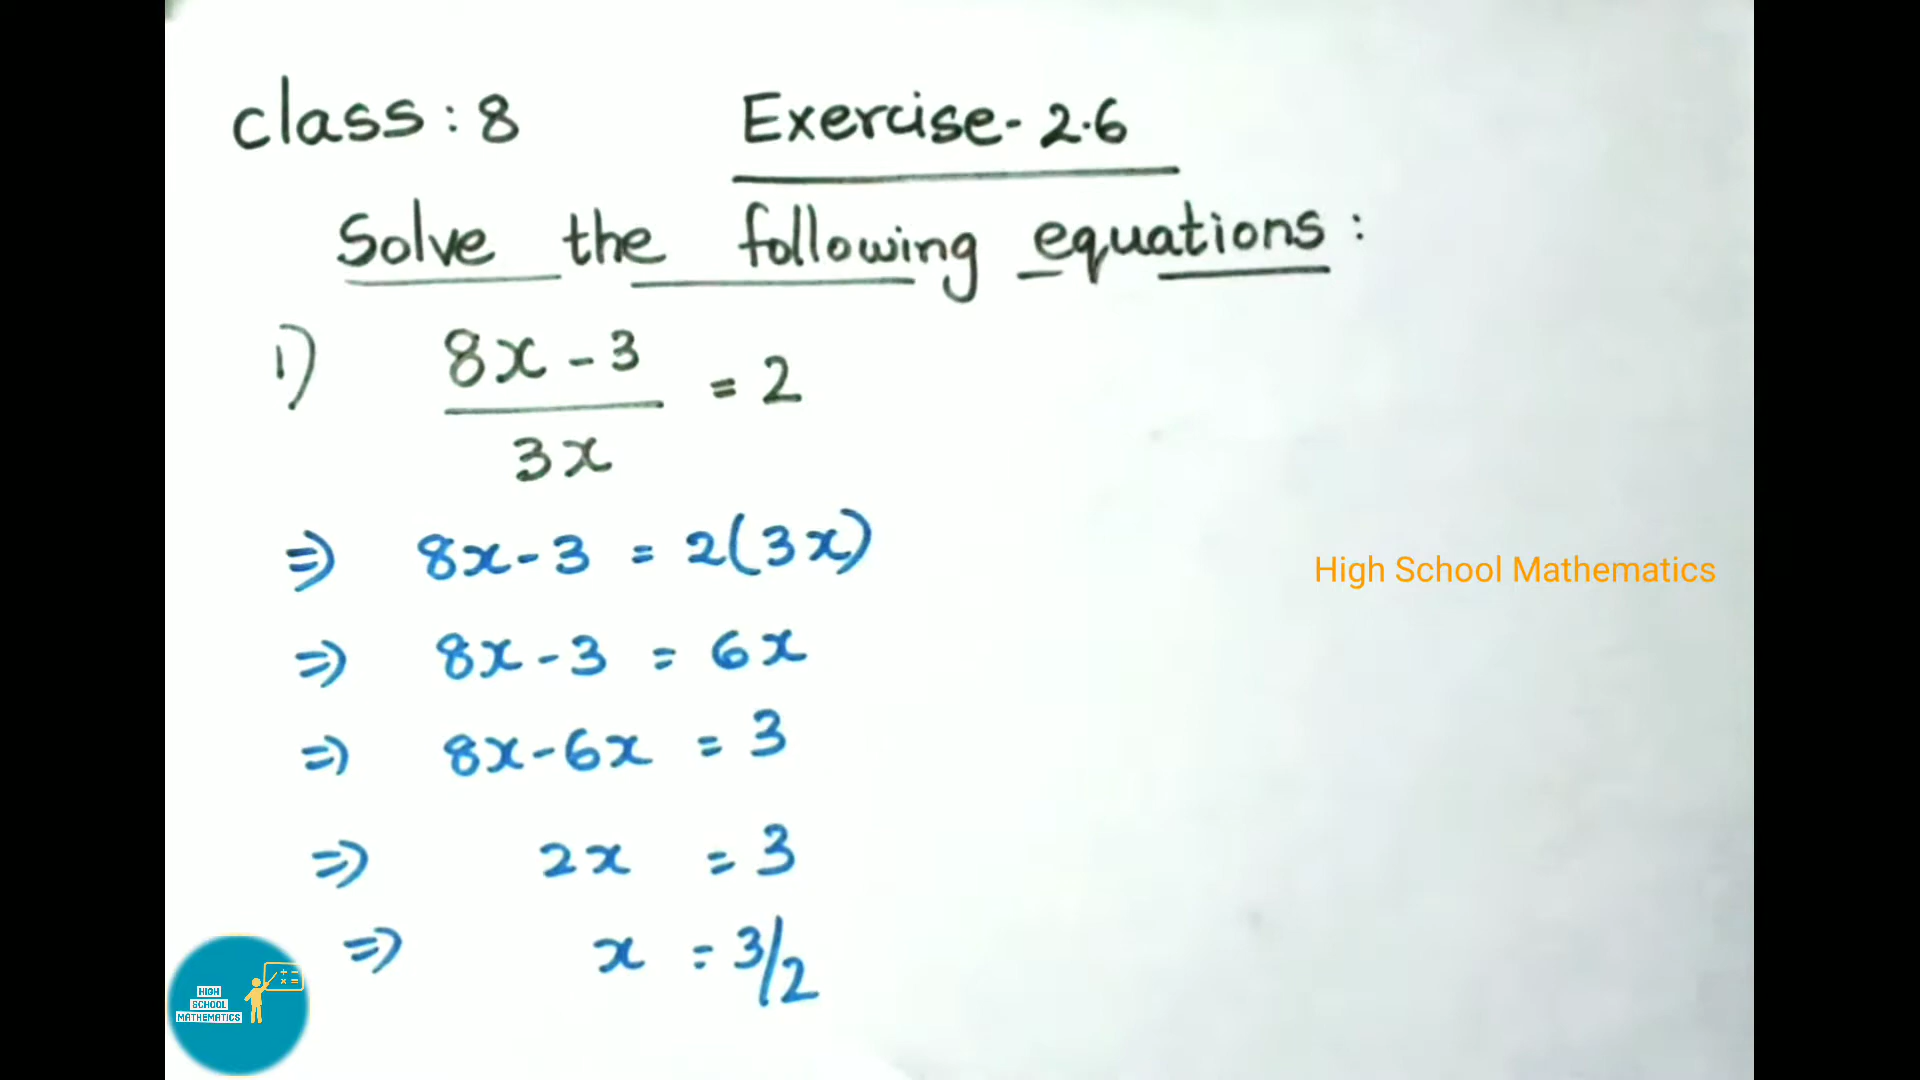 class : 8 Exercise - 2.6
Solve the following equations :
1) 8x - 3 / 3x = 2
⇒ 8x - 3 = 2(3x)
⇒ 8x - 3 = 6x
⇒ 8x - 6x = 3
⇒ 2x = 3
⇒ x = 3/2
High School Mathematics
HIGH
SCHOOL
MATHEMATICS